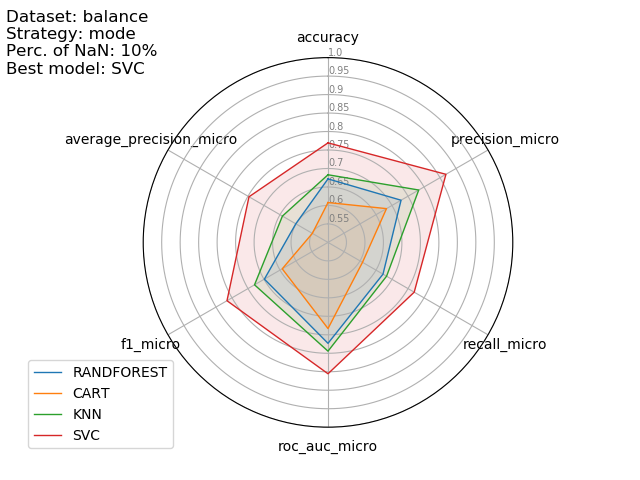 Dataset: balance
Strategy: mode
Perc. of NaN: 10%
Best model: SVC
accuracy
1.0
0.95
0.9
0.85
0.8
0.75
0.7
0.65
0.6
0.55
average_precision_micro
precision_micro
f1_micro
recall_micro
roc_auc_micro
RANDFOREST
CART
KNN
SVC